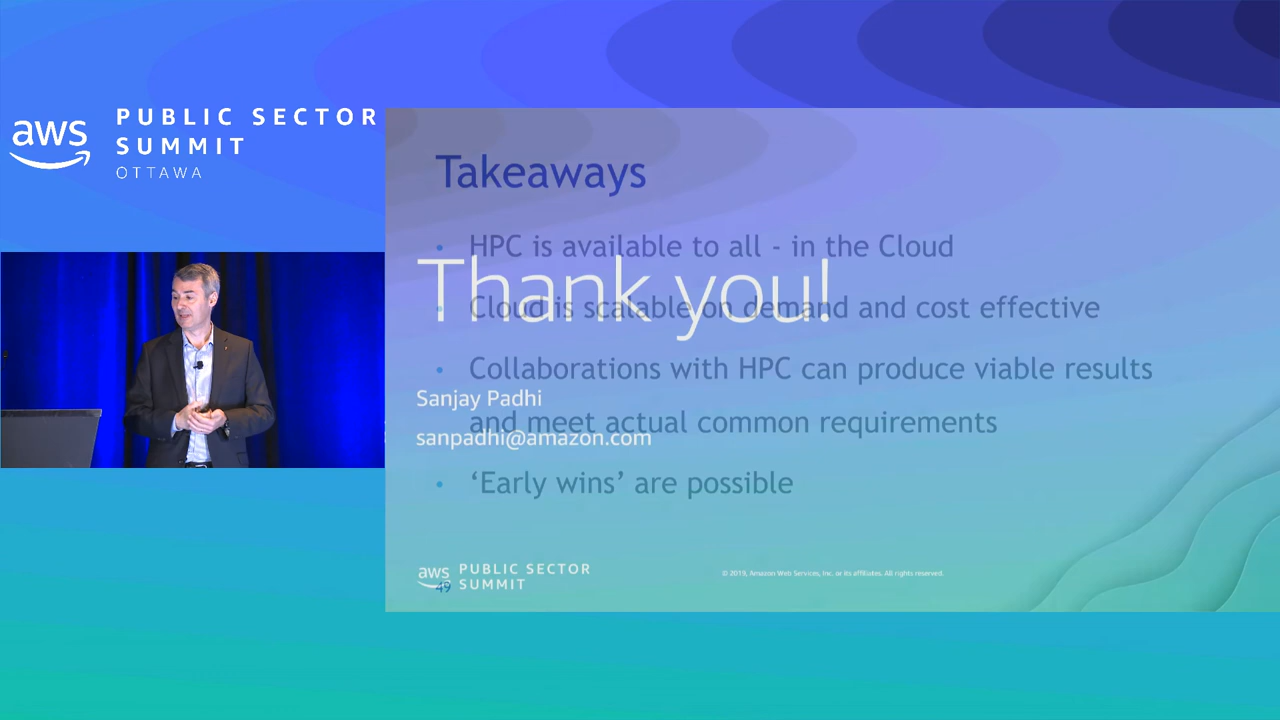 aws
PUBLIC SECTOR
SUMMIT
OTTAWA
Takeaways
• HPC is available to all - in the Cloud
Thank you!
• Cloud is scalable on demand and cost effective
• Collaborations with HPC can produce viable results
Sanjay Padhi
and meet actual common requirements
sanpadhi@amazon.com
• ‘Early wins’ are possible
aws
PUBLIC SECTOR
SUMMIT
49
© 2019, Amazon Web Services, Inc. or its affiliates. All rights reserved.